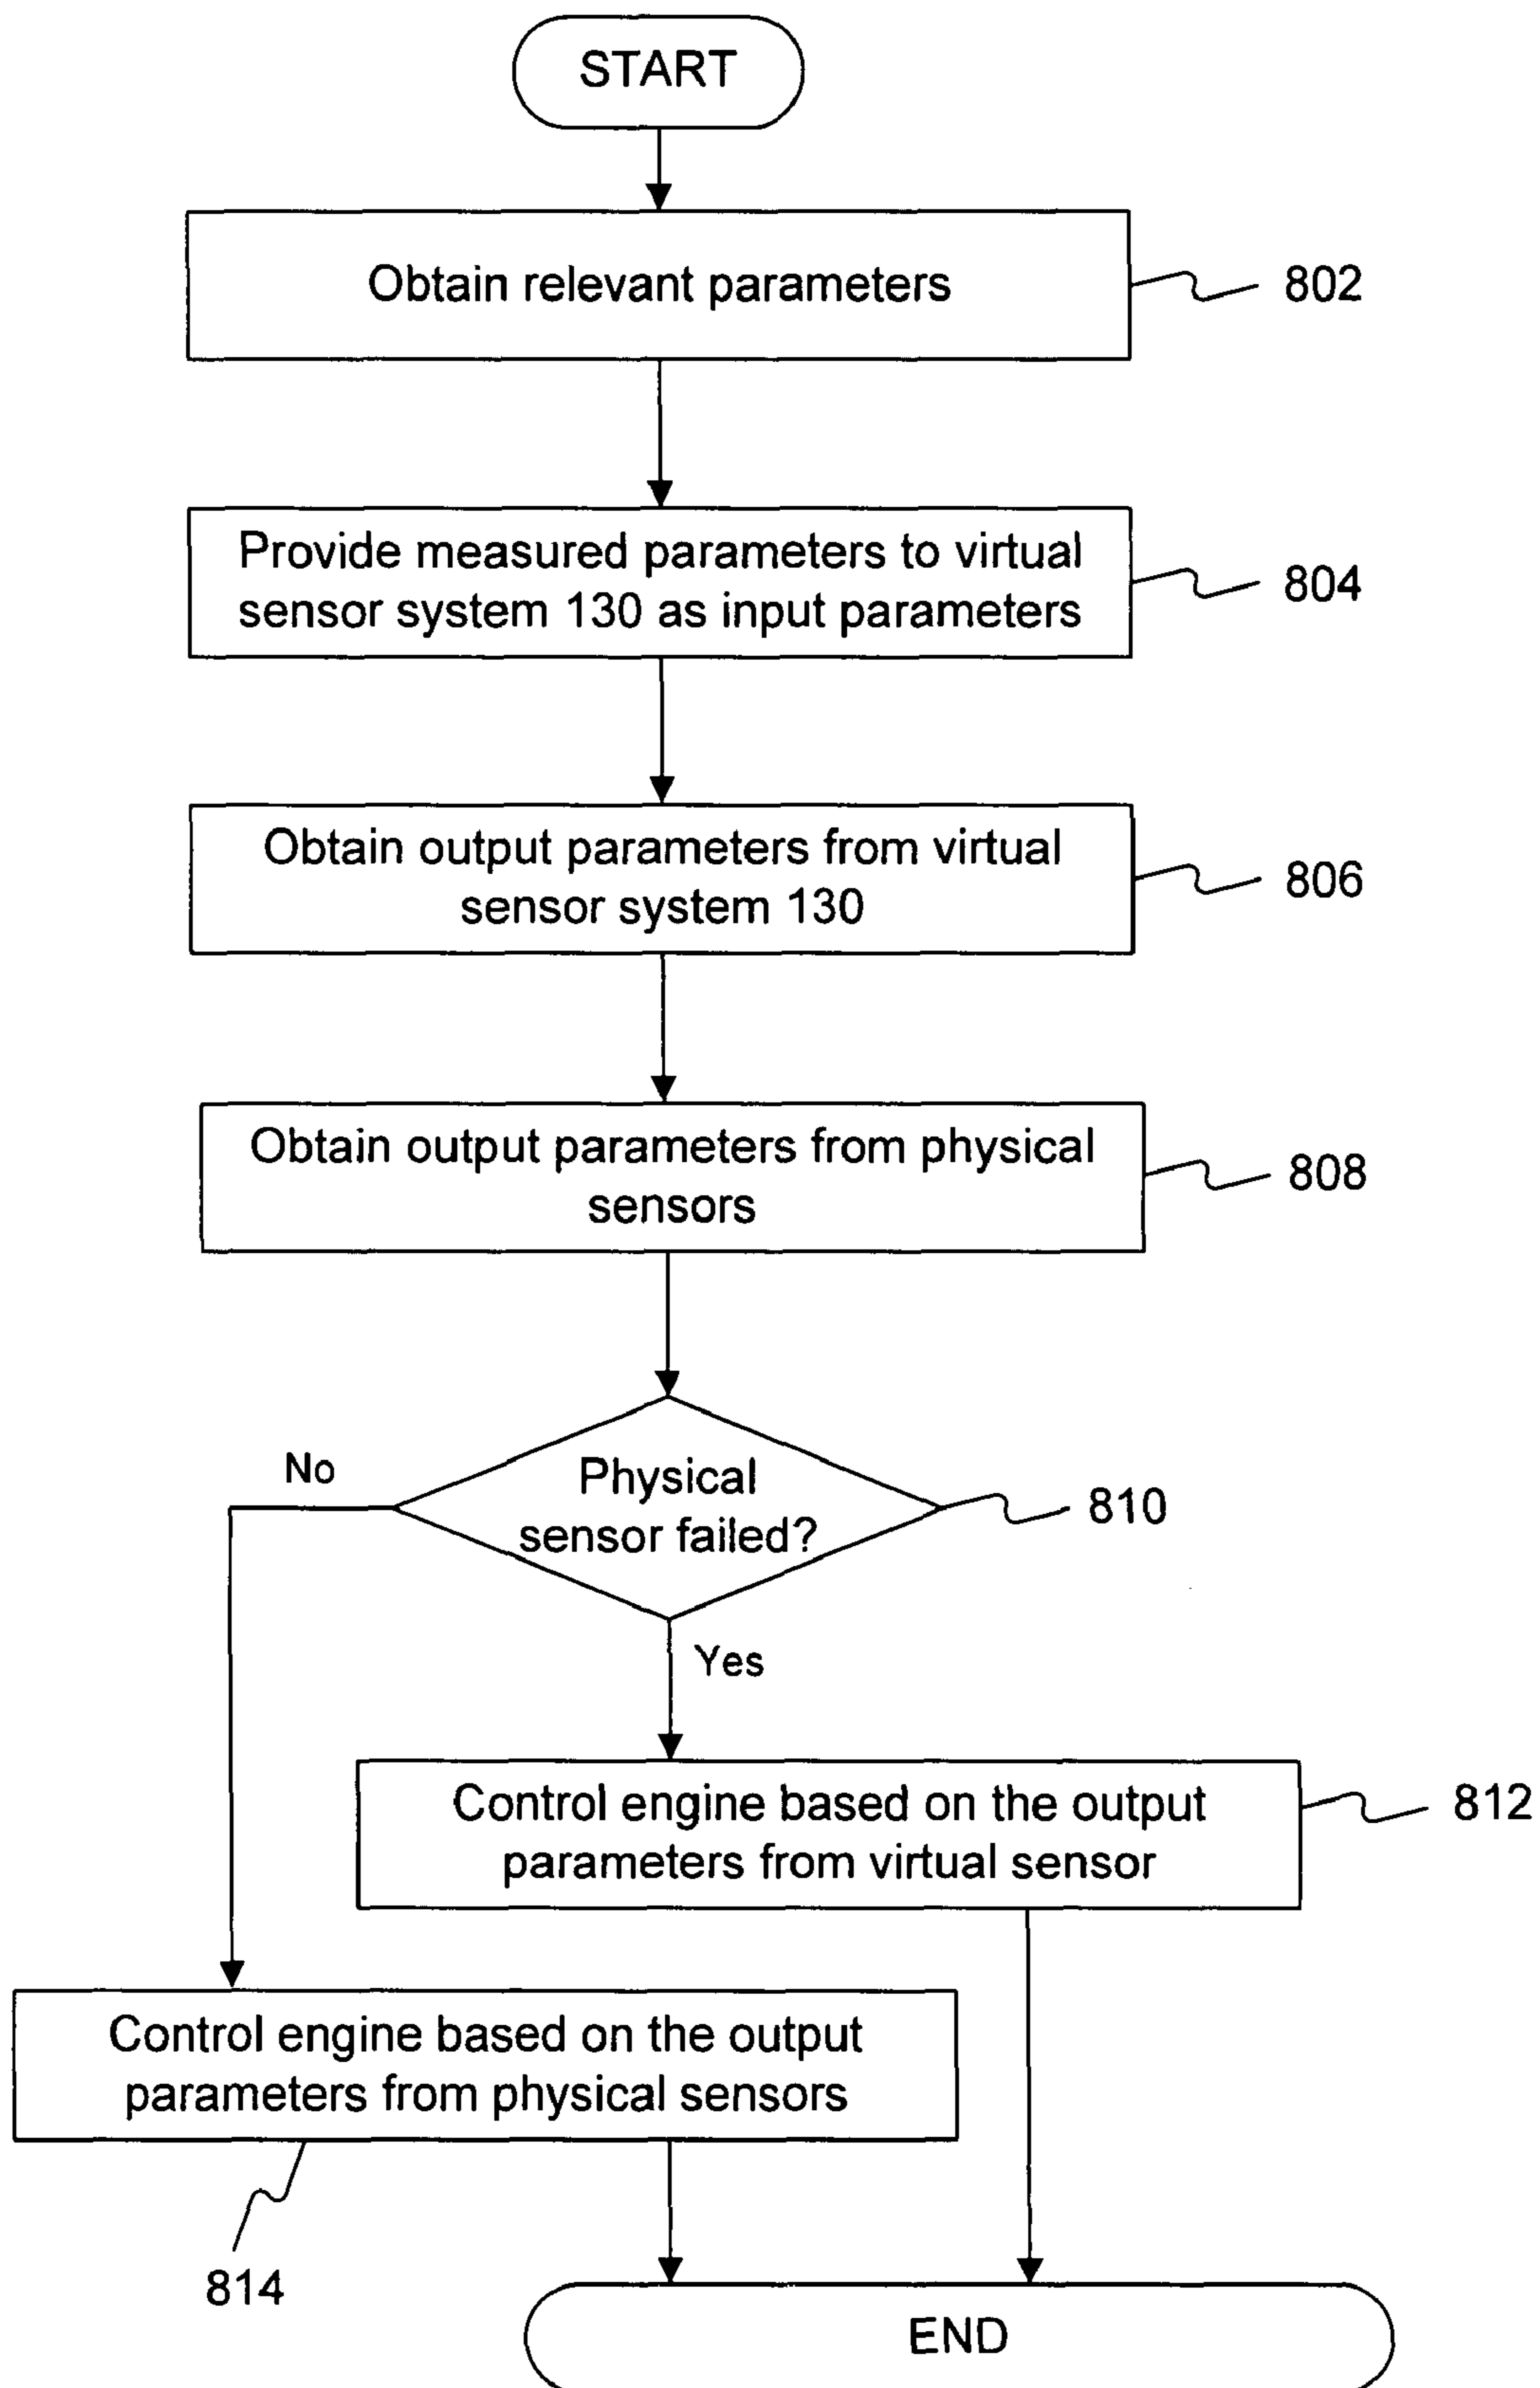 START
Obtain relevant parameters
802
Provide measured parameters to virtual
sensor system 130 as input parameters
804
Obtain output parameters from virtual
sensor system 130
806
Obtain output parameters from physical
sensors
808
No
Physical
sensor failed?
810
Yes
Control engine based on the output
parameters from virtual sensor
812
Control engine based on the output
parameters from physical sensors
814
END